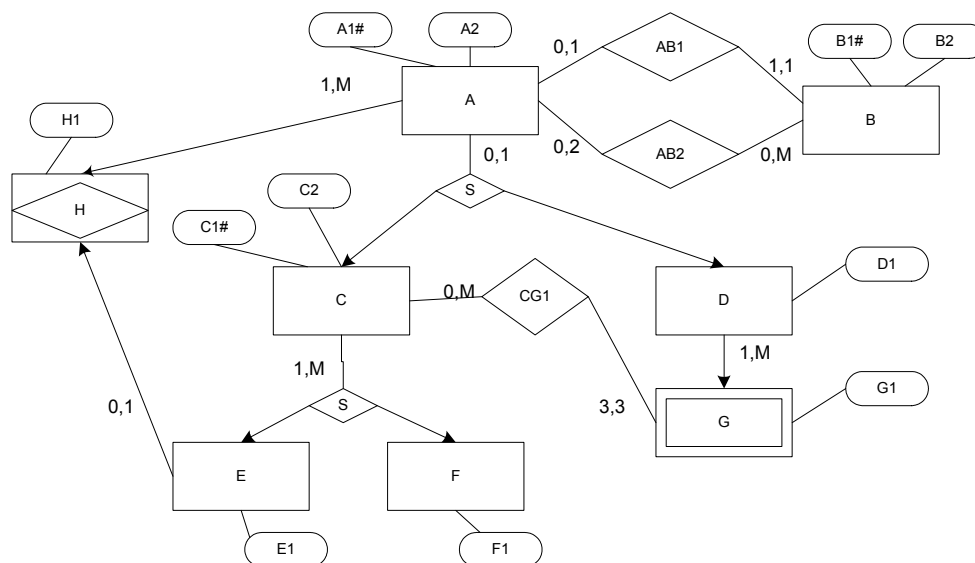 A1#
A2
B1#
B2
0,1
AB1
1,1
1,M
A
B
H1
0,2
AB2
0,M
0,1
S
C2
H
C1#
D1
C
0,M
CG1
D
1,M
1,M
G1
0,1
S
3,3
G
E
F
E1
F1